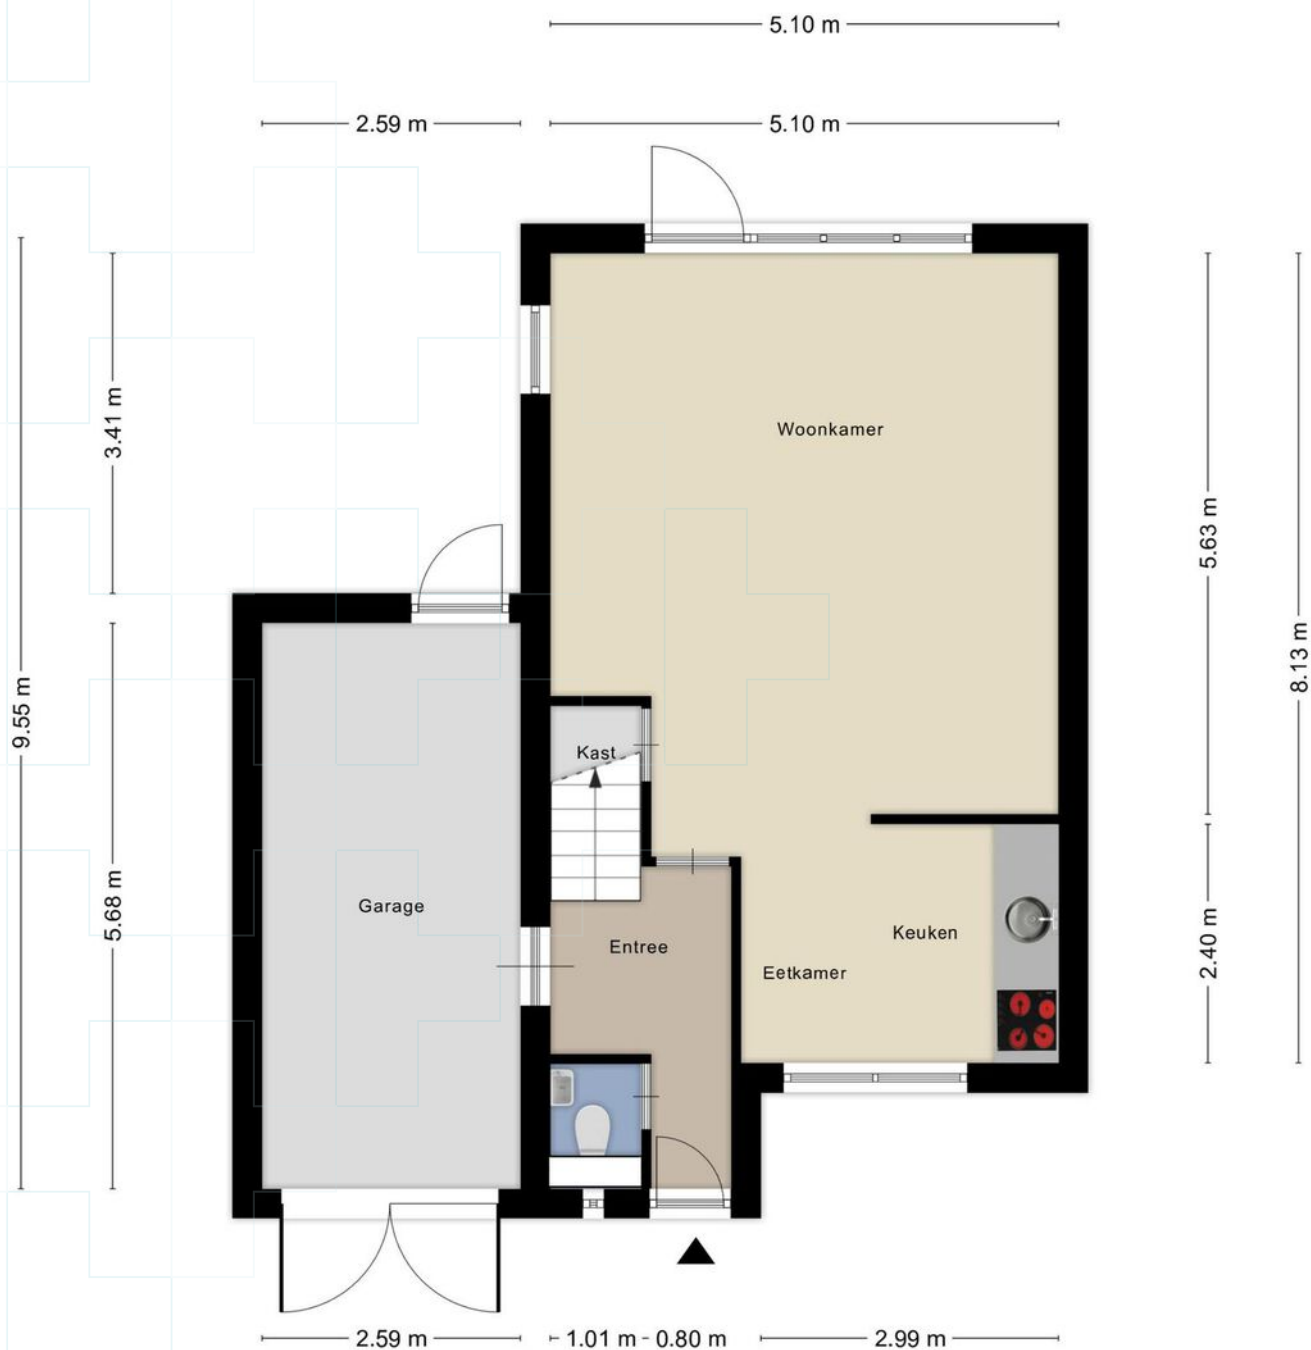 5.10 m
2.59 m
5.10 m
Woonkamer
3.41 m
5.63 m
8.13 m
9.55 m
Kast
Garage
5.68 m
Entree
Keuken
Eetkamer
2.40 m
2.59 m
1.01 m
0.80 m
2.99 m